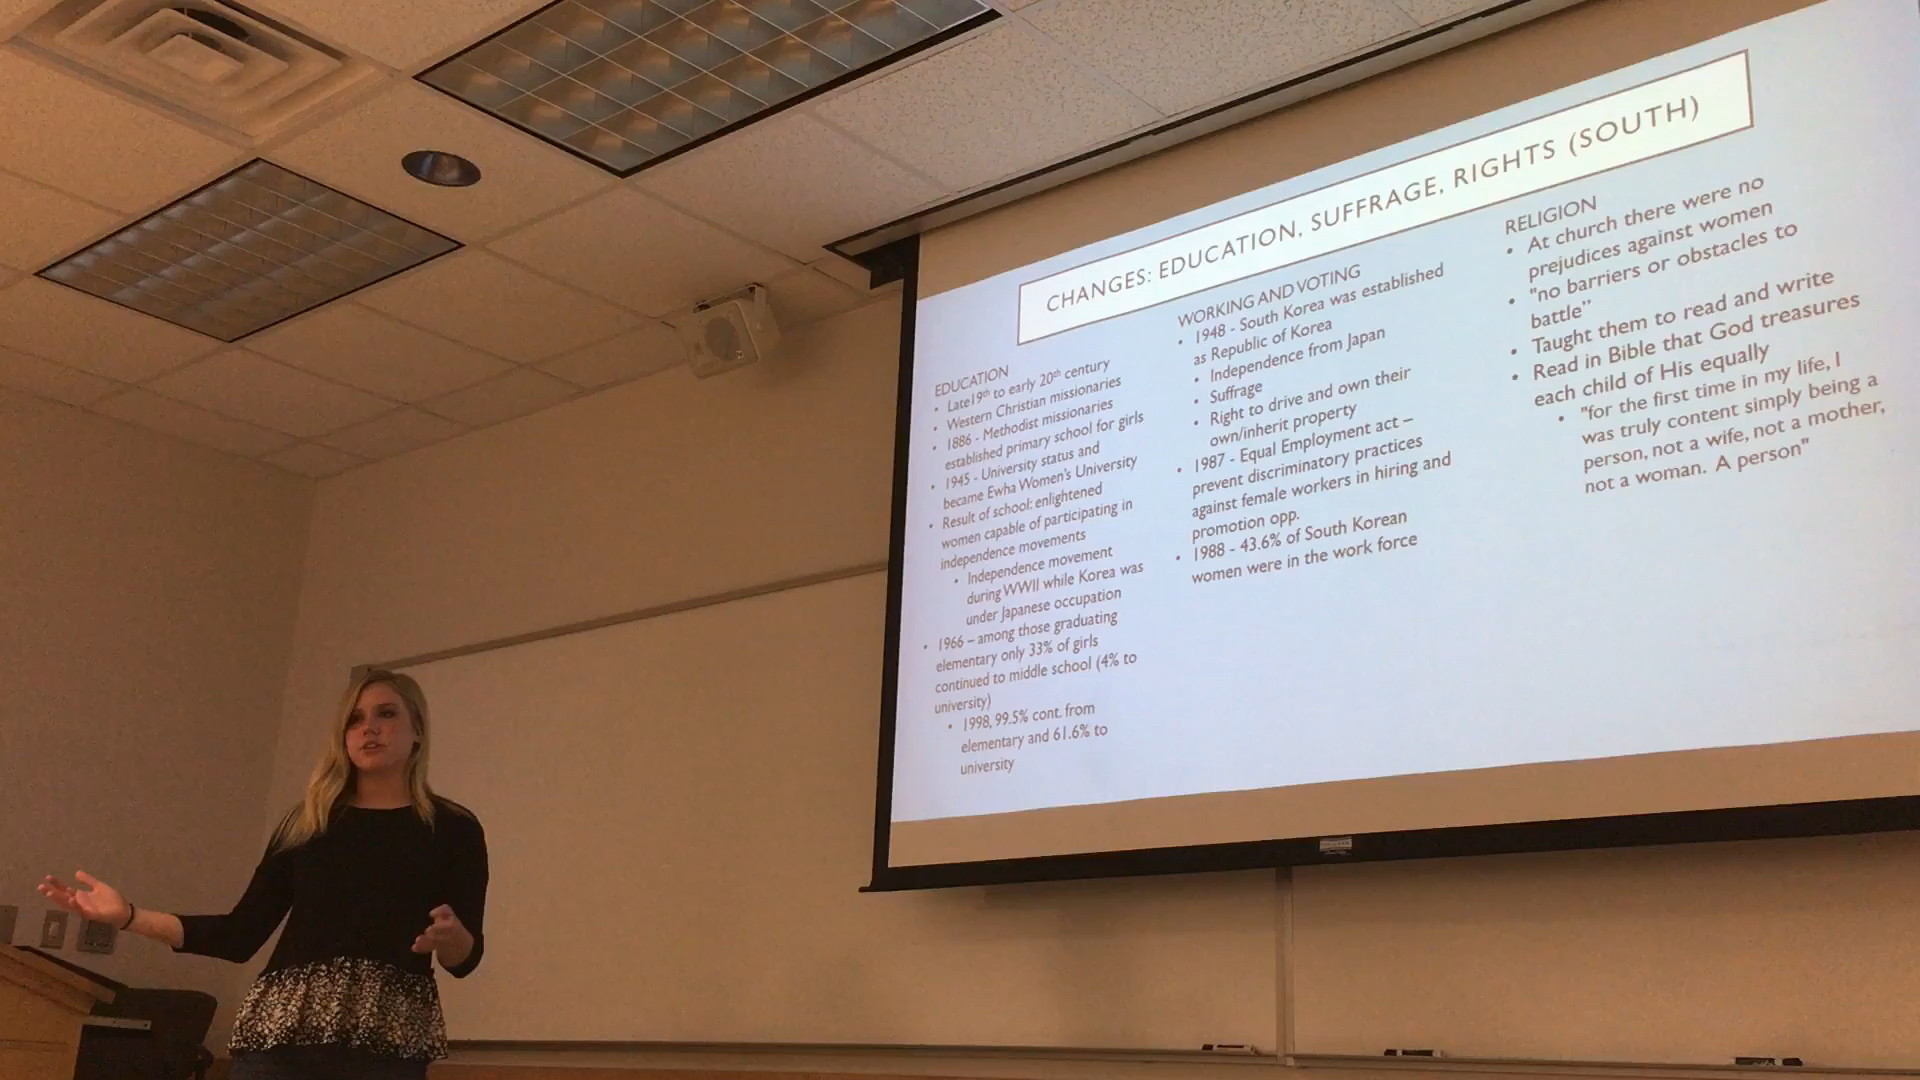 CHANGES: EDUCATION, SUFFRAGE, RIGHTS (SOUTH)
EDUCATION
• Late19th to early 20th century
• Western Christian missionaries
• 1886 - Methodist missionaries
established primary school for girls
• 1945 - University status and
became Ewha Women's University
• Result of school: enlightened
women capable of participating in
independence movements
• Independence movement
during WWII while Korea was
under Japanese occupation
• 1966 – among those graduating
elementary only 33% of girls
continued to middle school (4% to
university)
• 1998, 99.5% cont. from
elementary and 61.6% to
university
WORKING AND VOTING
• 1948 - South Korea was established
as Republic of Korea
• Independence from Japan
• Suffrage
• Right to drive and own their
own/inherit property
• 1987 - Equal Employment act –
prevent discriminatory practices
against female workers in hiring and
promotion opp.
• 1988 - 43.6% of South Korean
women were in the work force
RELIGION
• At church there were no
prejudices against women
• "no barriers or obstacles to
battle"
• Taught them to read and write
• Read in Bible that God treasures
each child of His equally
• "for the first time in my life, I
was truly content simply being a
person, not a wife, not a mother,
not a woman. A person"